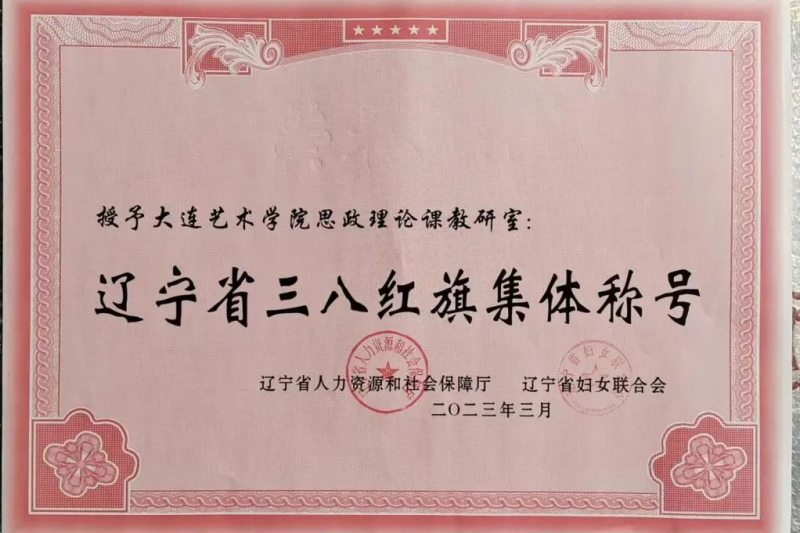 授予大连艺术学院思政理论课教研室：
辽宁省三八红旗集体称号
辽宁省人力资源和社会保障厅 辽宁省妇女联合会
二〇二三年三月